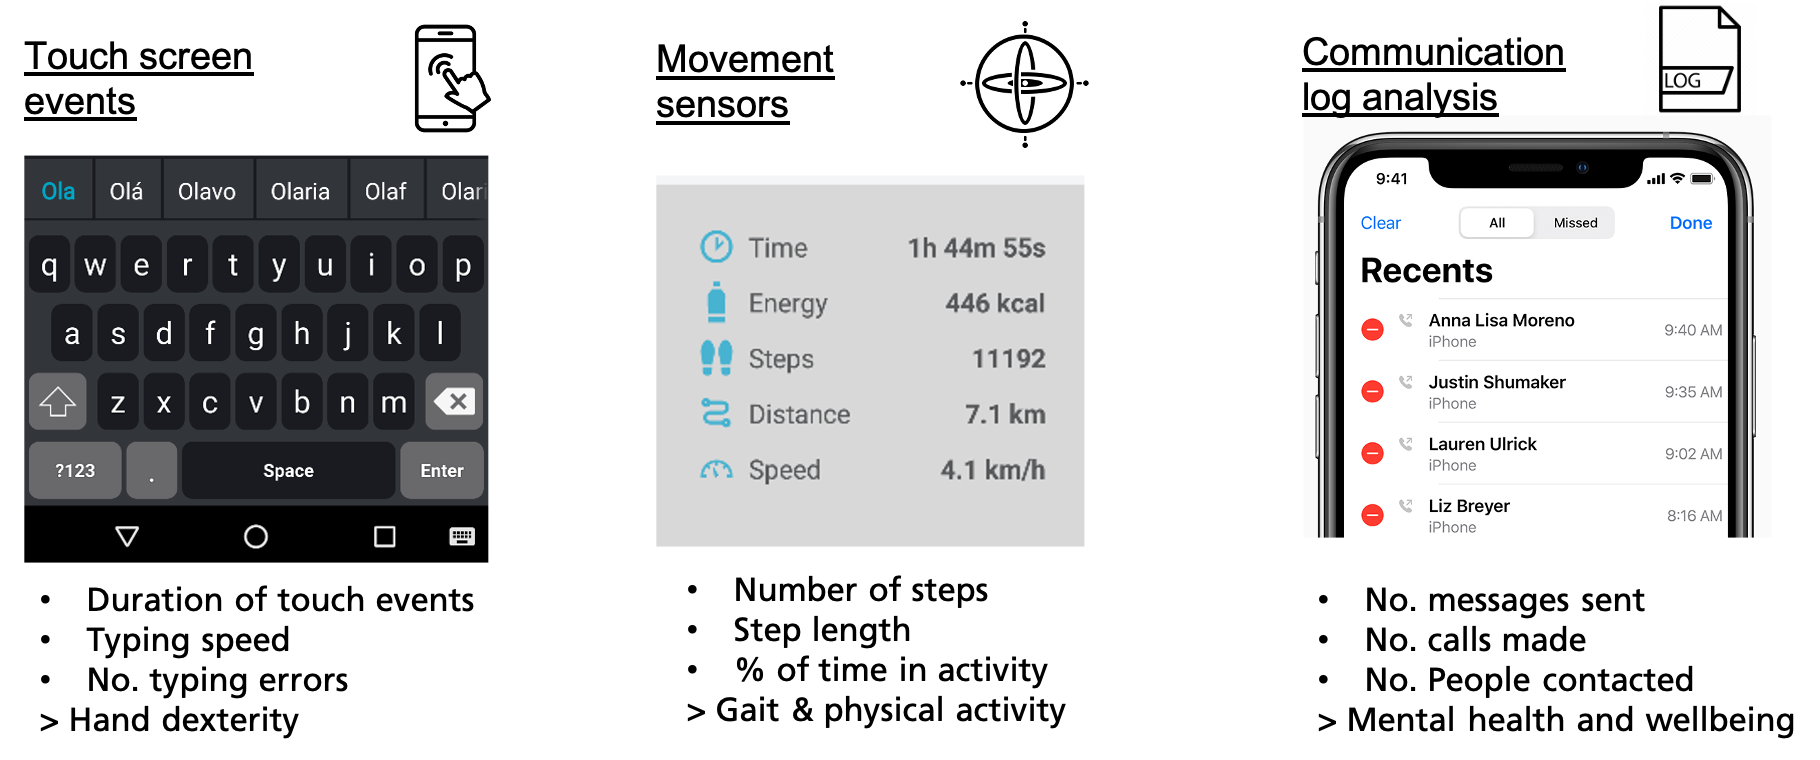 Touch screen
events
Ola Olá Olavo Olaria Olaf Olari
q w e r t y u i o p
a s d f g h j k l
z x c v b n m
?123 . Space Enter
• Duration of touch events
• Typing speed
• No. typing errors
> Hand dexterity
Movement
sensors
Time 1h 44m 55s
Energy 446 kcal
Steps 11192
Distance 7.1 km
Speed 4.1 km/h
• Number of steps
• Step length
• % of time in activity
> Gait & physical activity
Communication
log analysis
LOG
9:41
Clear All Missed Done
Recents
Anna Lisa Moreno
iPhone 9:40 AM
Justin Shumaker
iPhone 9:35 AM
Lauren Ulrick
iPhone 9:02 AM
Liz Breyer
iPhone 8:16 AM
• No. messages sent
• No. calls made
• No. People contacted
> Mental health and wellbeing